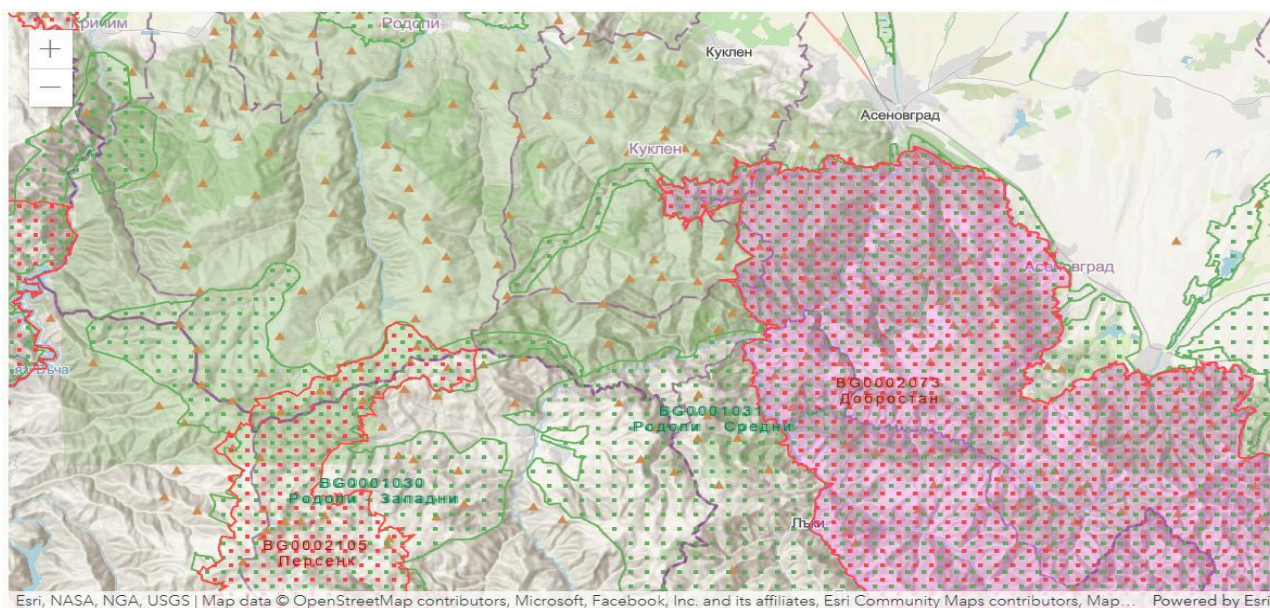 Кричим
Родопи
Куклен
+
−
Асеновград
Куклен
Асеновград
BG0002073
Добростан
BG0001031
Родопи - Средни
BG0001030
Родопи - Западни
Лъки
BG0002105
Персенк
Esri, NASA, NGA, USGS | Map data © OpenStreetMap contributors, Microsoft, Facebook, Inc. and its affiliates, Esri Community Maps contributors, Map... Powered by Esri